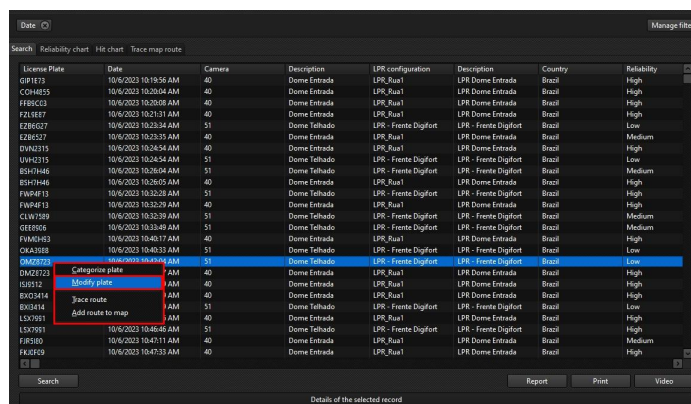 Date
Manage filte
Search Reliability chart Hit chart Trace map route
License Plate Date Camera Description LPR configuration Description Country Reliability
GIP1E73 10/6/2023 10:19:56 AM 40 Dome Entrada LPR_Rua1 LPR Dome Entrada Brazil High
COH4855 10/6/2023 10:20:04 AM 40 Dome Entrada LPR_Rua1 LPR Dome Entrada Brazil High
FFB9C03 10/6/2023 10:20:08 AM 40 Dome Entrada LPR_Rua1 LPR Dome Entrada Brazil High
FZL9E87 10/6/2023 10:21:31 AM 40 Dome Entrada LPR_Rua1 LPR Dome Entrada Brazil High
EZB6G27 10/6/2023 10:23:34 AM 51 Dome Telhado LPR - Frente Digifort LPR - Frente Digifort Brazil Low
EZB6527 10/6/2023 10:23:35 AM 40 Dome Entrada LPR_Rua1 LPR Dome Entrada Brazil Medium
DVN2315 10/6/2023 10:24:54 AM 40 Dome Entrada LPR_Rua1 LPR Dome Entrada Brazil High
UVH2315 10/6/2023 10:24:54 AM 51 Dome Telhado LPR - Frente Digifort LPR - Frente Digifort Brazil Low
BSH7H46 10/6/2023 10:26:04 AM 51 Dome Telhado LPR - Frente Digifort LPR - Frente Digifort Brazil Medium
BSH7H46 10/6/2023 10:26:05 AM 40 Dome Entrada LPR_Rua1 LPR Dome Entrada Brazil High
FWP4F13 10/6/2023 10:32:28 AM 51 Dome Telhado LPR - Frente Digifort LPR - Frente Digifort Brazil High
FWP4F13 10/6/2023 10:32:29 AM 40 Dome Entrada LPR_Rua1 LPR Dome Entrada Brazil High
CLW7589 10/6/2023 10:32:39 AM 51 Dome Telhado LPR - Frente Digifort LPR - Frente Digifort Brazil Medium
GEE8906 10/6/2023 10:33:49 AM 51 Dome Telhado LPR - Frente Digifort LPR - Frente Digifort Brazil Medium
FVM0H63 10/6/2023 10:40:17 AM 40 Dome Entrada LPR_Rua1 LPR Dome Entrada Brazil High
OKA3988 10/6/2023 10:40:33 AM 51 Dome Telhado LPR - Frente Digifort LPR - Frente Digifort Brazil Low
OMZ8723 51 Dome Telhado LPR - Frente Digifort LPR - Frente Digifort Brazil Low
DMZ8723 Categorize plate AM 40 Dome Entrada LPR_Rua1 LPR Dome Entrada Brazil Medium
ISJ9512 Modify plate AM 40 Dome Entrada LPR_Rua1 LPR Dome Entrada Brazil High
BXO3414 Trace route AM 40 Dome Entrada LPR_Rua1 LPR Dome Entrada Brazil High
BXI3414 Add route to map AM 51 Dome Telhado LPR - Frente Digifort LPR - Frente Digifort Brazil Low
LSX7991 AM 40 Dome Entrada LPR_Rua1 LPR Dome Entrada Brazil High
LSX7991 10/6/2023 10:46:46 AM 51 Dome Telhado LPR - Frente Digifort LPR - Frente Digifort Brazil High
FJR5I80 10/6/2023 10:47:11 AM 40 Dome Entrada LPR_Rua1 LPR Dome Entrada Brazil Medium
10/6/2023 10:47:33 AM 40 Dome Entrada LPR_Rua1 LPR Dome Entrada Brazil High
Search Report Print Video
Details of the selected record